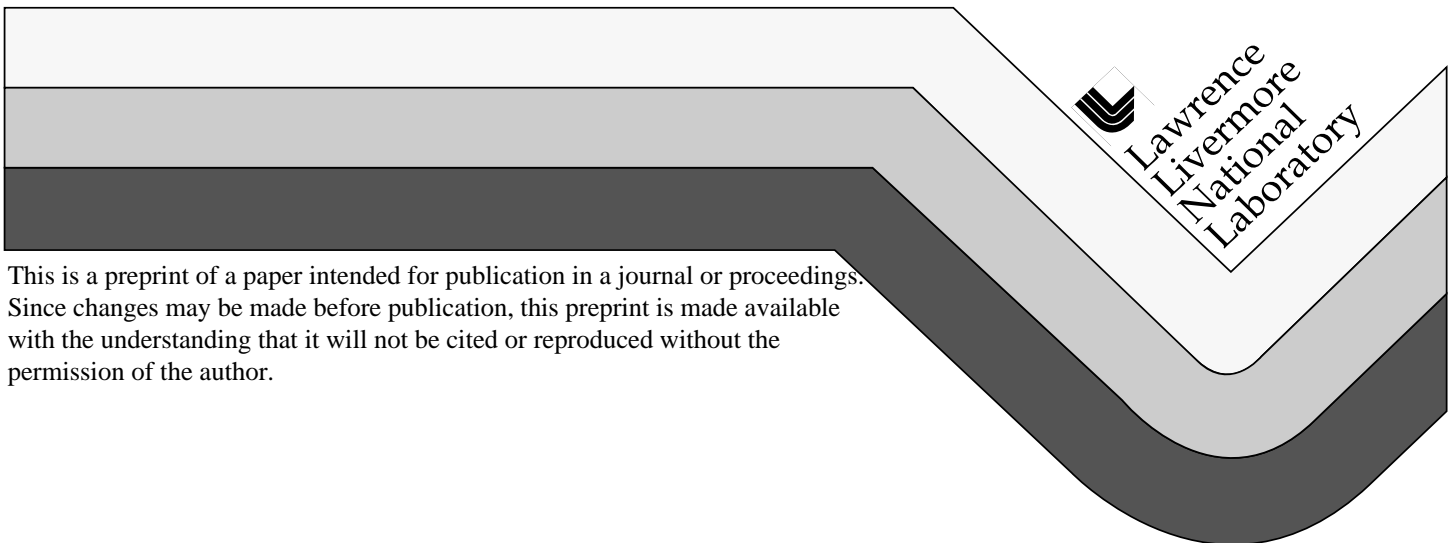 Lawrence
Livermore
National
Laboratory
This is a preprint of a paper intended for publication in a journal or proceedings.
Since changes may be made before publication, this preprint is made available
with the understanding that it will not be cited or reproduced without the
permission of the author.